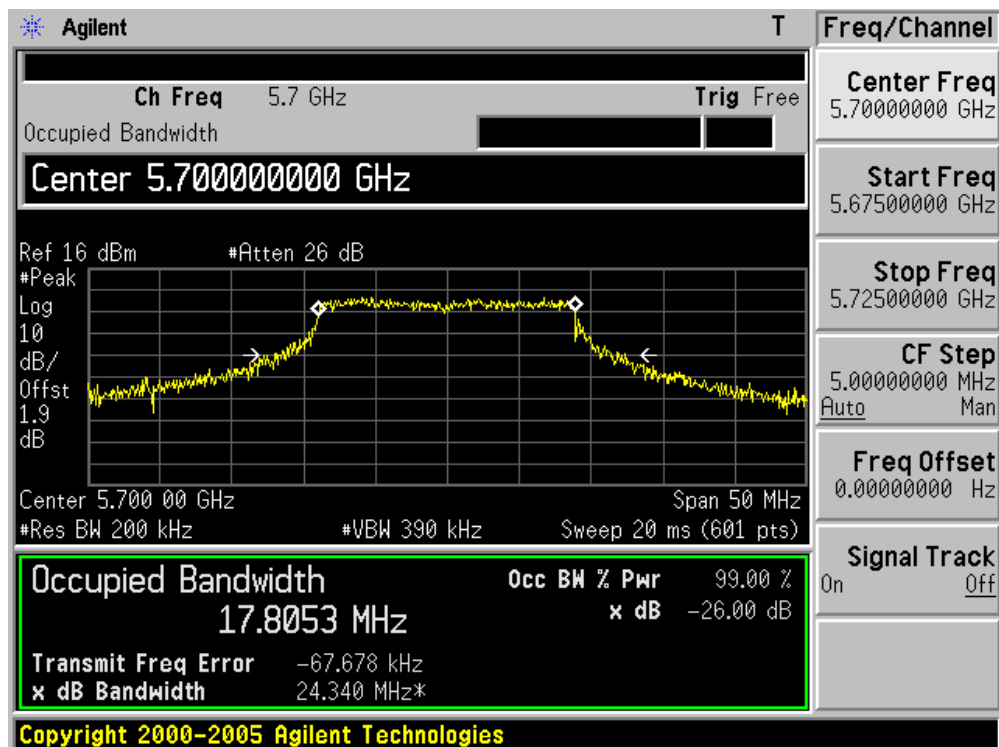 Agilent T
Ch Freq 5.7 GHz Trig Free
Occupied Bandwidth
Center 5.700000000 GHz
Ref 16 dBm #Atten 26 dB
#Peak
Log
10
dB/
Offst
1.9
dB
Center 5.700 00 GHz Span 50 MHz
#Res BW 200 kHz #VBW 390 kHz Sweep 20 ms (601 pts)
Occupied Bandwidth Occ BW % Pwr 99.00 %
17.8053 MHz x dB -26.00 dB
Transmit Freq Error -67.678 kHz
x dB Bandwidth 24.340 MHz*
Copyright 2000-2005 Agilent Technologies
Freq/Channel
Center Freq
5.70000000 GHz
Start Freq
5.67500000 GHz
Stop Freq
5.72500000 GHz
CF Step
5.00000000 MHz
Auto Man
Freq Offset
0.00000000 Hz
Signal Track
On Off